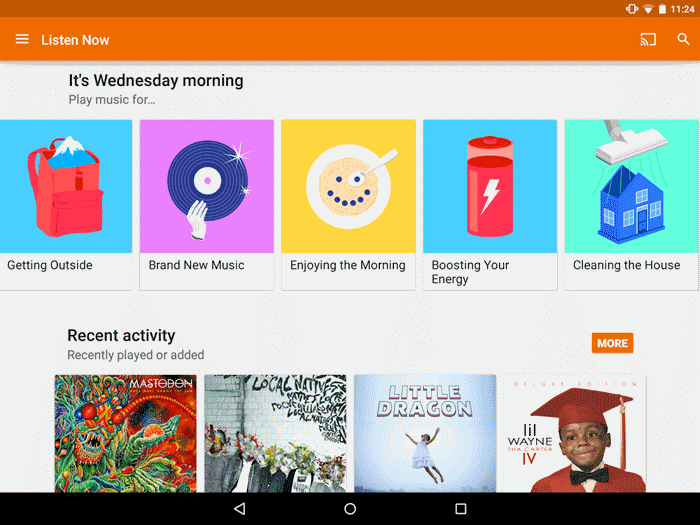 11:24
Listen Now
It's Wednesday morning
Play music for...
Getting Outside
Brand New Music
Enjoying the Morning
Boosting Your
Energy
Cleaning the House
Recent activity
Recently played or added
MORE
MASTODON
LOCAL NATIVES
LITTLE
DRAGON
DELUXE EDITION
lil
WAYNE
THA CARTER
IV